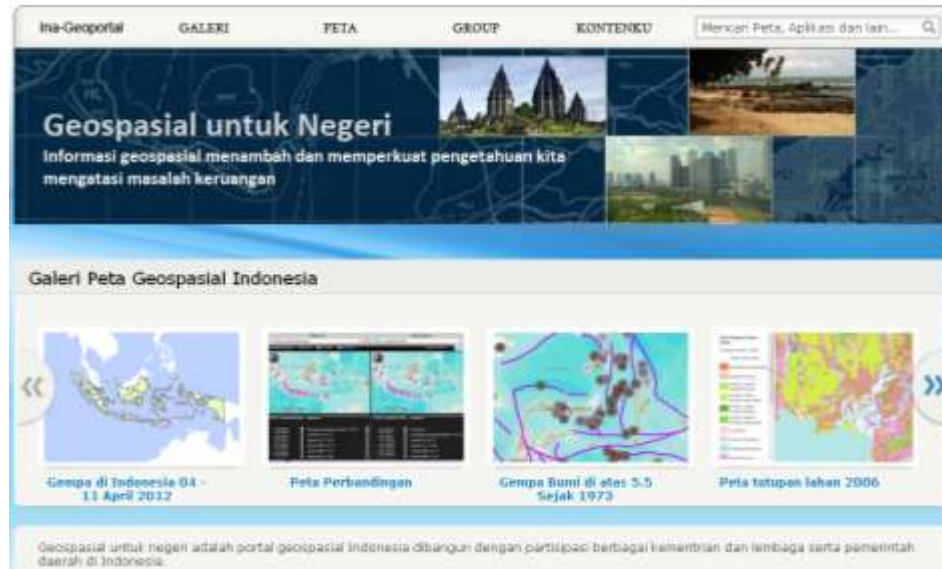 Ina-Geoportal GALERI PETA GROUP KONTENKU Mencari Peta, Aplikasi dan lain...
Geospasial untuk Negeri
Informasi geospasial menambah dan memperkuat pengetahuan kita
mengatasi masalah keruangan
Galeri Peta Geospasial Indonesia
Gempa di Indonesia 04 -
11 April 2012
Peta Perbandingan
Gempa Bumi di atas 5.5
Sejak 1973
Peta tutupan lahan 2006
Geospasial untuk negeri adalah portal geospasial Indonesia dibangun dengan partisipasi berbagai kementrian dan lembaga serta pemerintah
daerah di Indonesia.